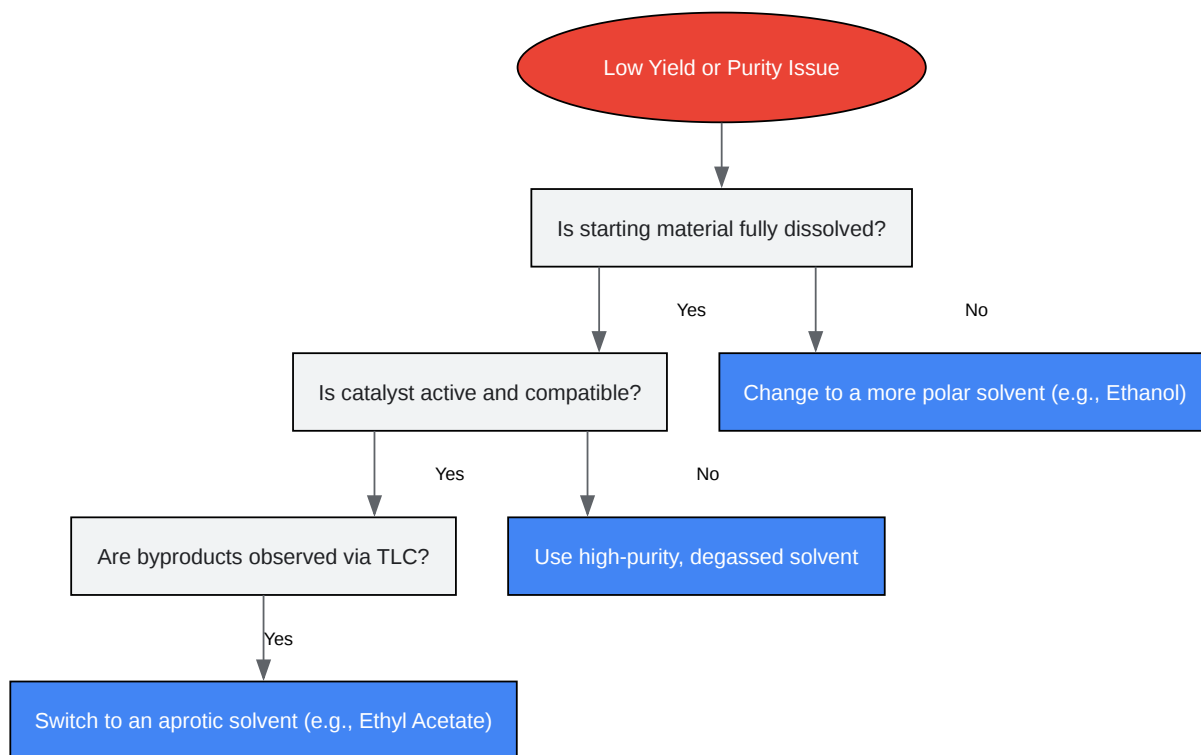 Low Yield or Purity Issue
Is starting material fully dissolved?
Yes
No
Is catalyst active and compatible?
Change to a more polar solvent (e.g., Ethanol)
Yes
No
Are byproducts observed via TLC?
Use high-purity, degassed solvent
Yes
Switch to an aprotic solvent (e.g., Ethyl Acetate)